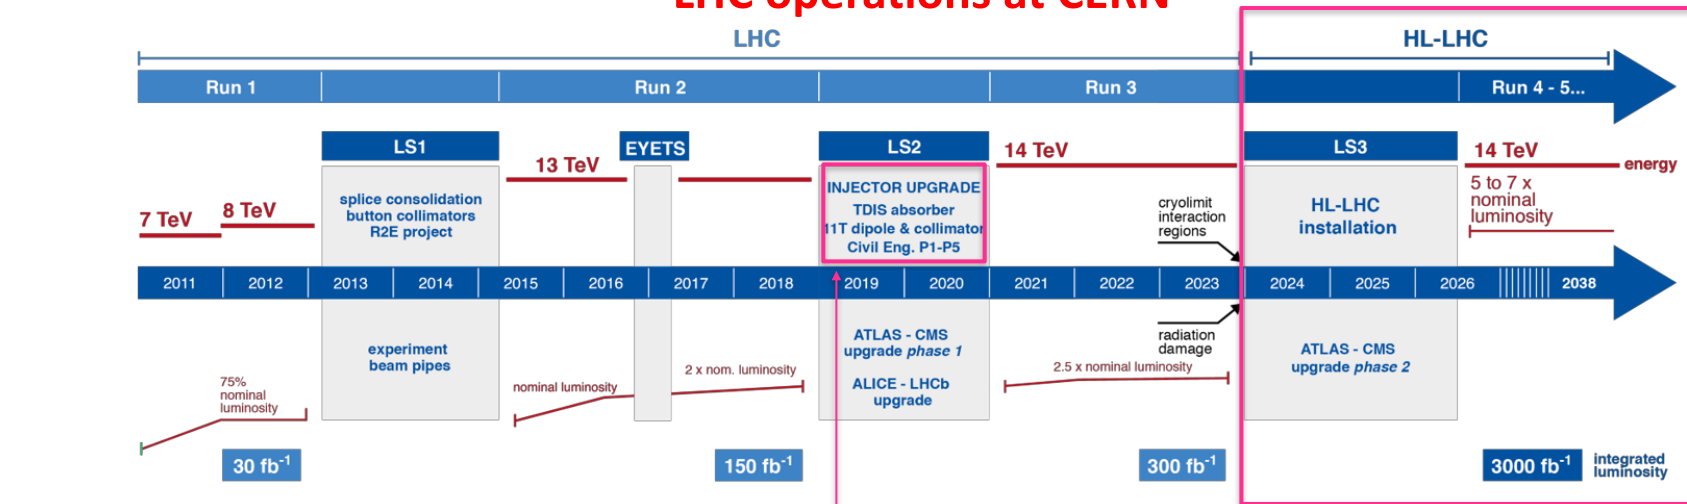 LHC operations at CERN
LHC
HL-LHC
Run 1
Run 2
Run 3
Run 4 - 5...
LS1
EYETS
LS2
14 TeV
LS3
14 TeV
energy
13 TeV
7 TeV
8 TeV
splice consolidation
button collimators
R2E project
INJECTOR UPGRADE
TDIS absorber
11T dipole & collimator
Civil Eng. P1-P5
cryolimit
interaction
regions
HL-LHC
installation
5 to 7 x
nominal
luminosity
2011
2012
2013
2014
2015
2016
2017
2018
2019
2020
2021
2022
2023
2024
2025
2026
2038
experiment
beam pipes
ATLAS - CMS
upgrade phase 1
ALICE - LHCb
upgrade
radiation
damage
ATLAS - CMS
upgrade phase 2
75%
nominal
luminosity
nominal luminosity
2 x nom. luminosity
2.5 x nominal luminosity
30 fb-1
150 fb-1
300 fb-1
3000 fb-1
integrated
luminosity